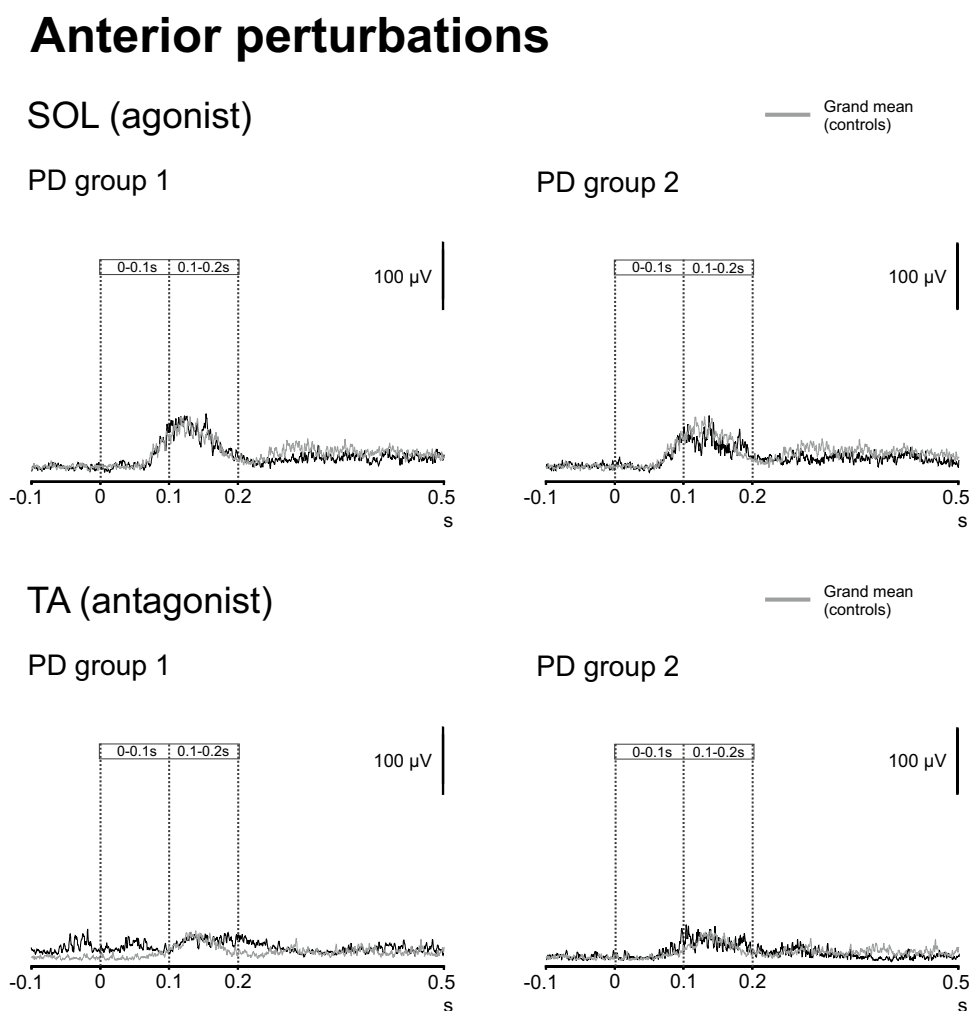 Anterior perturbations
SOL (agonist)
Grand mean
(controls)
PD group 1
PD group 2
0-0.1s 0.1-0.2s
100 µV
0-0.1s 0.1-0.2s
100 µV
-0.1 0 0.1 0.2 0.5
s
-0.1 0 0.1 0.2 0.5
s
TA (antagonist)
Grand mean
(controls)
PD group 1
PD group 2
0-0.1s 0.1-0.2s
100 µV
0-0.1s 0.1-0.2s
100 µV
-0.1 0 0.1 0.2 0.5
s
-0.1 0 0.1 0.2 0.5
s